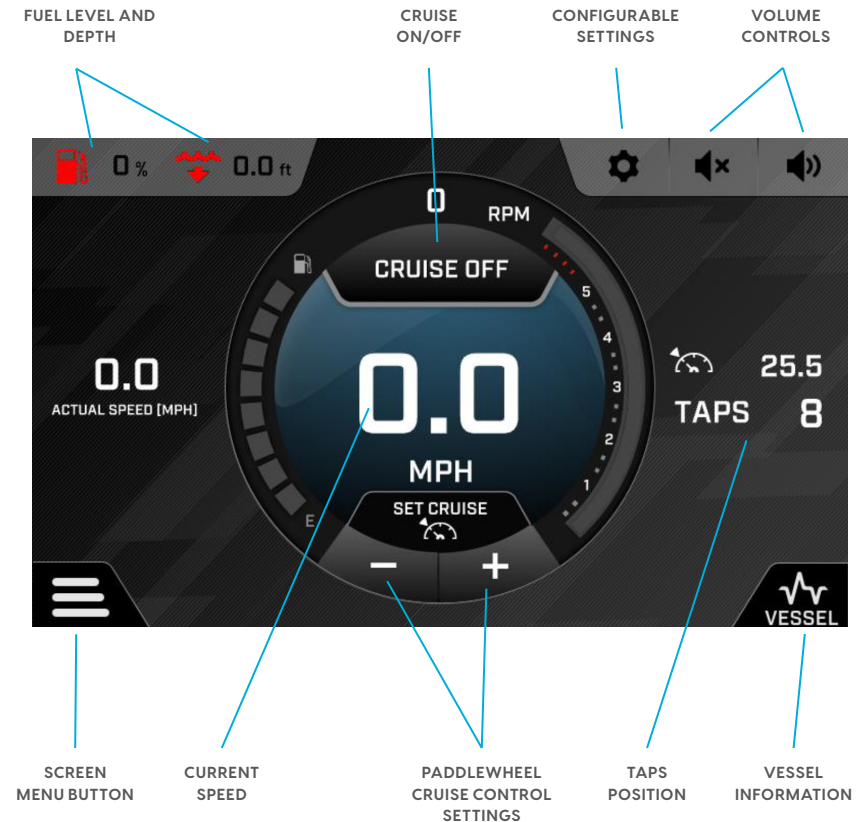 FUEL LEVEL AND
DEPTH
CRUISE
ON/OFF
CONFIGURABLE
SETTINGS
VOLUME
CONTROLS
0 %
0.0 ft
0
RPM
CRUISE OFF
5
4
3
2
1
E
0.0
ACTUAL SPEED [MPH]
0.0
MPH
25.5
TAPS 8
SET CRUISE
− +
VESSEL
SCREEN
MENU BUTTON
CURRENT
SPEED
PADDLEWHEEL
CRUISE CONTROL
SETTINGS
TAPS
POSITION
VESSEL
INFORMATION